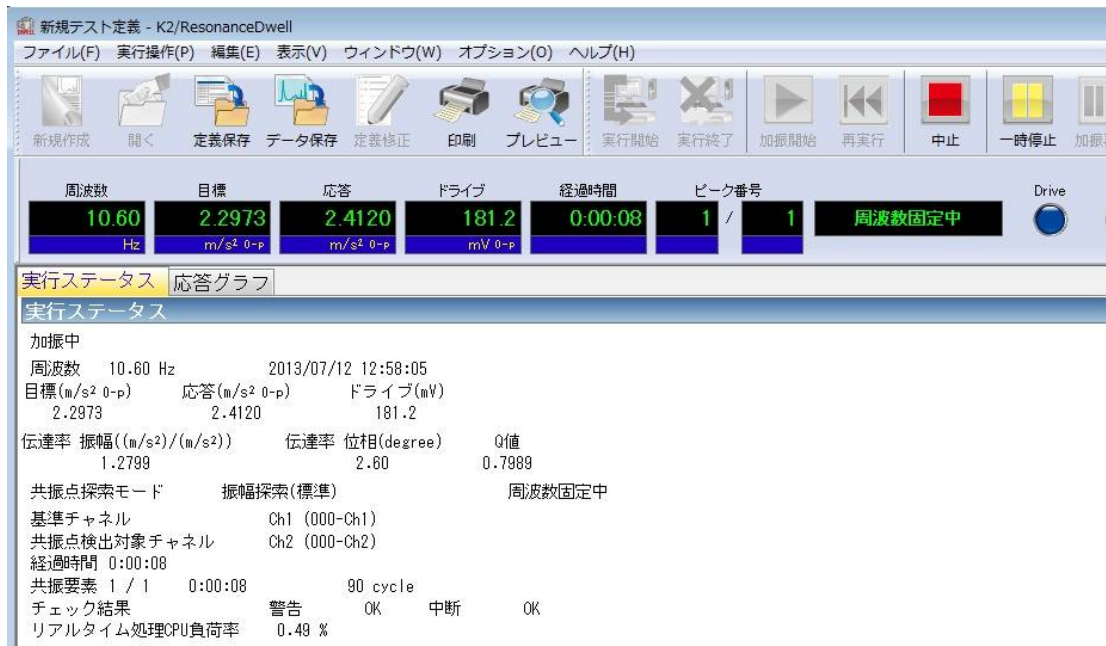 新規テスト定義 - K2/ResonanceDwell
ファイル(F) 実行操作(P) 編集(E) 表示(V) ウィンドウ(W) オプション(O) ヘルプ(H)
新規作成 開く 定義保存 データ保存 定義修正 印刷 プレビュー 実行開始 実行終了 加振開始 再実行 中止 一時停止
周波数 目標 応答 ドライブ 経過時間 ピーク番号 Drive
10.60 2.2973 2.4120 181.2 0:00:08 1 / 1 周波数固定中
Hz m/s² 0-p m/s² 0-p mV 0-p
実行ステータス 応答グラフ
実行ステータス
加振中
周波数 10.60 Hz 2013/07/12 12:58:05
目標(m/s² 0-p) 応答(m/s² 0-p) ドライブ(mV)
2.2973 2.4120 181.2
伝達率 振幅((m/s²)/(m/s²)) 伝達率 位相(degree) Q値
1.2799 2.60 0.7989
共振点探索モード 振幅探索(標準) 周波数固定中
基準チャネル Ch1 (000-Ch1)
共振点検出対象チャネル Ch2 (000-Ch2)
経過時間 0:00:08
共振要素 1 / 1 0:00:08 90 cycle
チェック結果 警告 OK 中断 OK
リアルタイム処理CPU負荷率 0.49 %